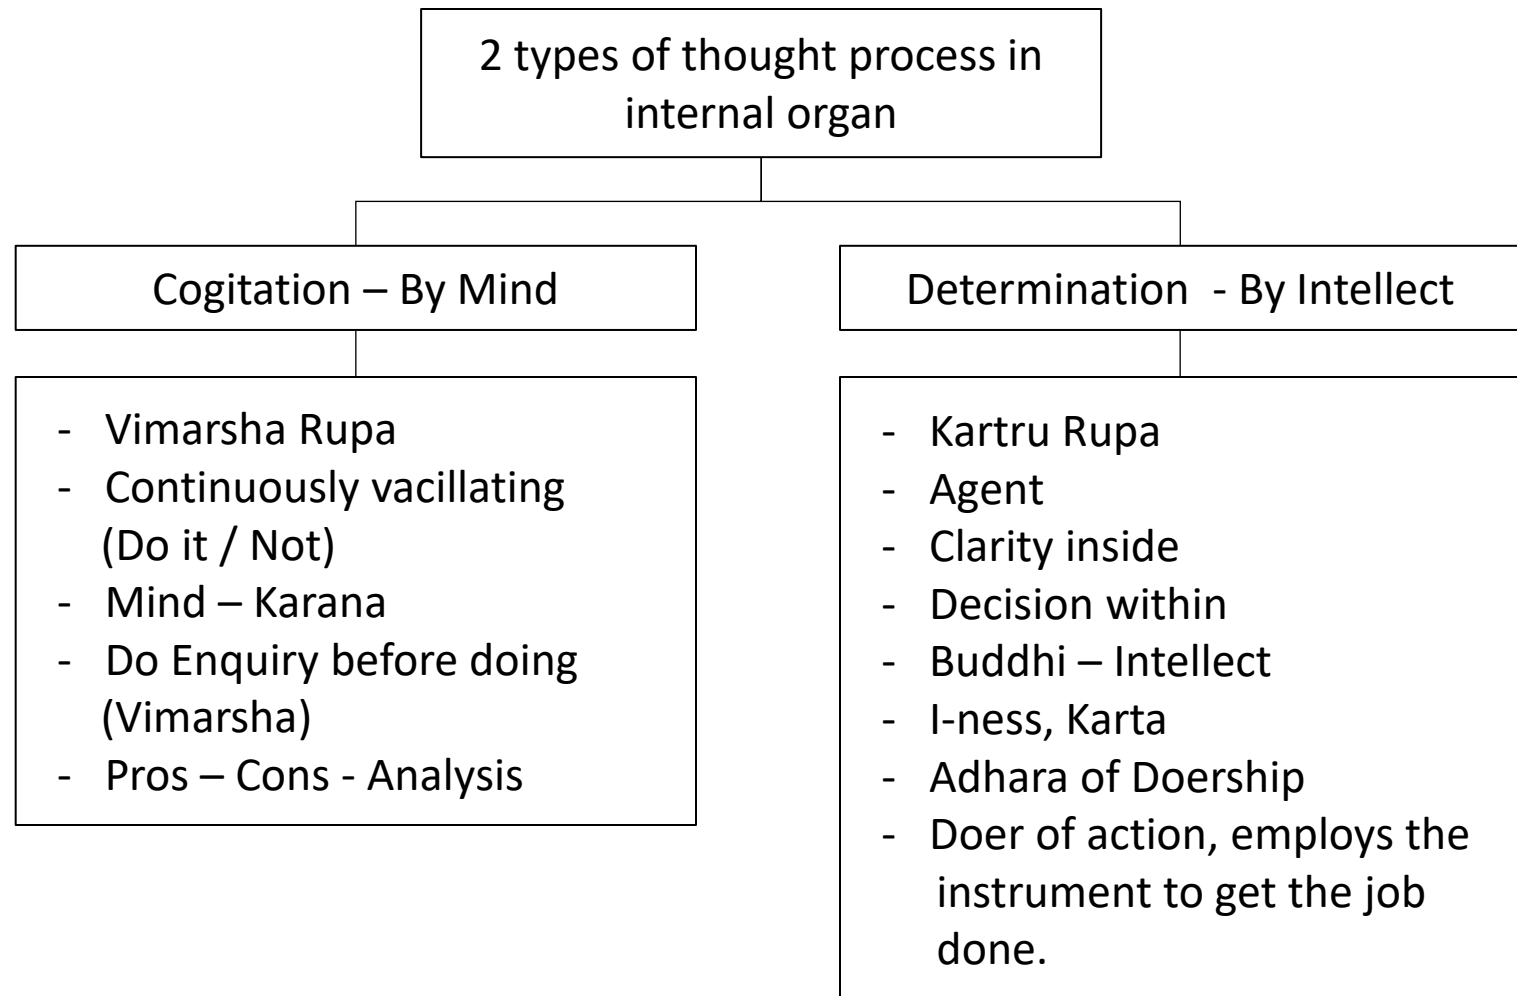 2 types of thought process in
internal organ
Cogitation – By Mind
Determination - By Intellect
- Vimarsha Rupa
- Continuously vacillating
(Do it / Not)
- Mind – Karana
- Do Enquiry before doing
(Vimarsha)
- Pros – Cons - Analysis
- Kartru Rupa
- Agent
- Clarity inside
- Decision within
- Buddhi – Intellect
- I-ness, Karta
- Adhara of Doership
- Doer of action, employs the
instrument to get the job
done.